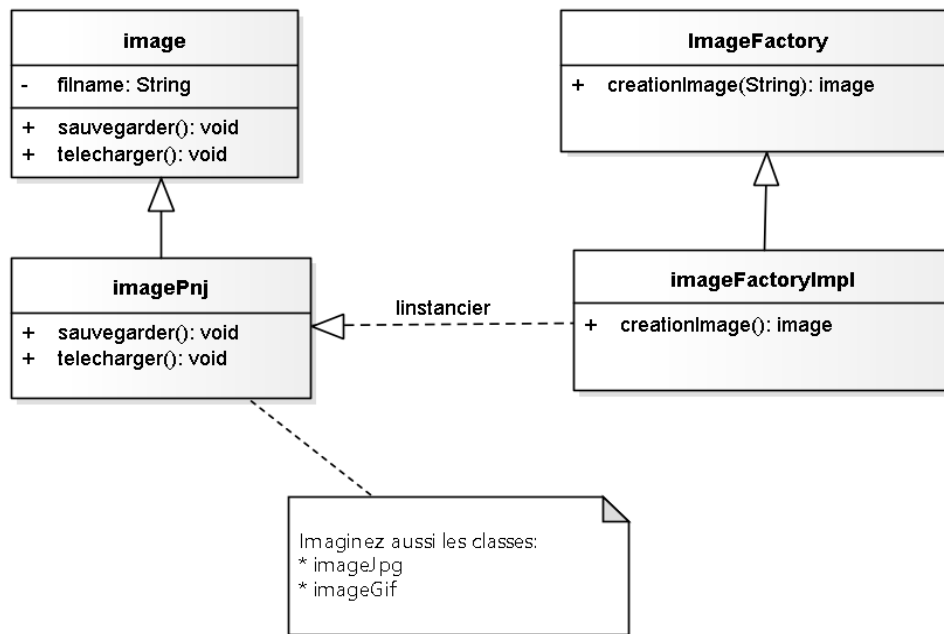 image
- filname: String
+ sauvegarder(): void
+ telecharger(): void
ImageFactory
+ creationImage(String): image
imagePnj
+ sauvegarder(): void
+ telecharger(): void
Iinstancier
imageFactoryImpl
+ creationImage(): image
Imaginez aussi les classes:
* imageJpg
* imageGif